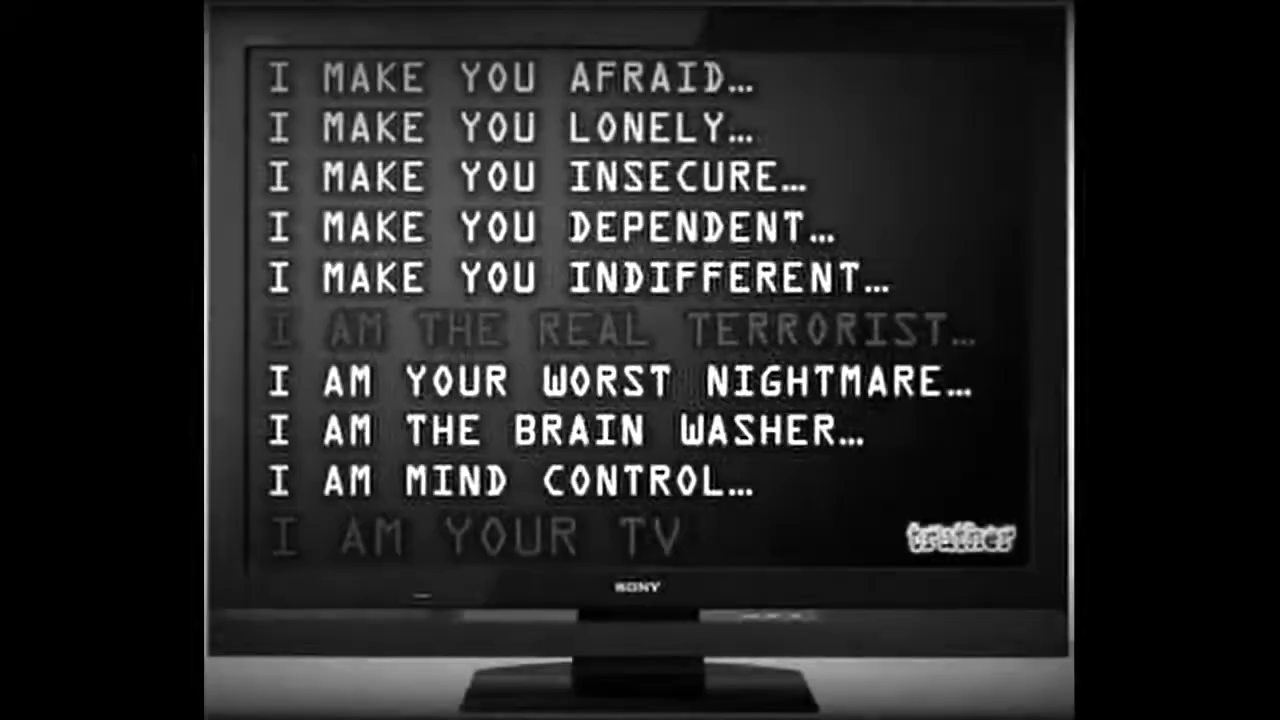 I MAKE YOU AFRAID…
I MAKE YOU LONELY…
I MAKE YOU INSECURE…
I MAKE YOU DEPENDENT…
I MAKE YOU INDIFFERENT…
I AM THE REAL TERRORIST…
I AM YOUR WORST NIGHTMARE…
I AM THE BRAIN WASHER…
I AM MIND CONTROL…
I AM YOUR TV
SONY